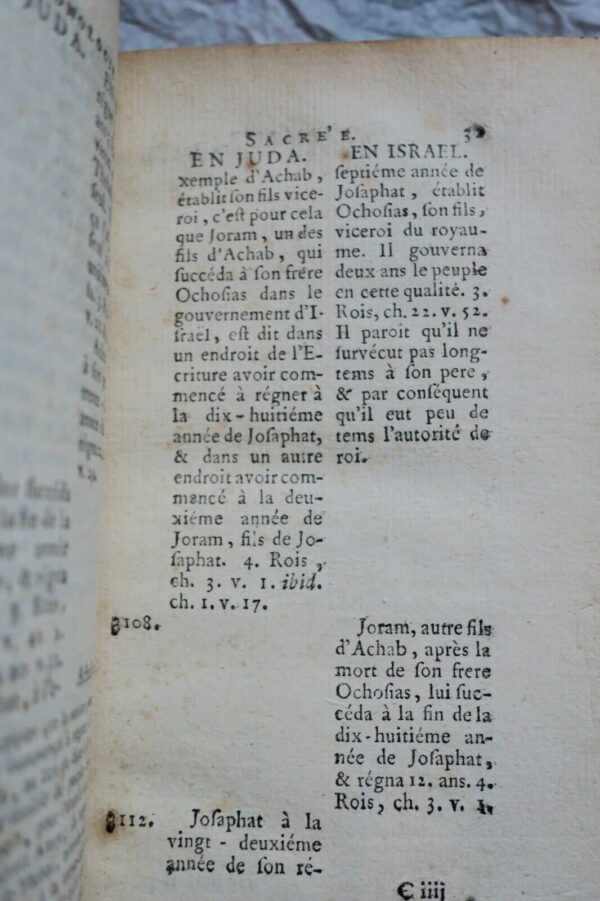 SACRE'E.
EN JUDA.
xemple d'Achab,
établit ſon fils vice-
roi, c'eſt pour cela
que Joram, un des
fils d'Achab, qui
ſuccéda à ſon frére
Ochoſias dans le
gouvernement d'I-
ſraël, eſt dit dans
un endroit de l'E-
criture avoir com-
mencé à régner à
la dix-huitiéme
année de Joſaphat,
& dans un autre
endroit avoir com-
mencé à la deu-
xiéme année de
Joram, fils de Jo-
ſaphat. 4. Rois,
ch. 3. v. 1. ibid.
ch. 1. v. 17.
EN ISRAEL.
ſeptiéme année de
Joſaphat, établit
Ochoſias, ſon fils,
viceroi du royau-
me. Il gouverna
deux ans le peuple
en cette qualité. 3.
Rois, ch. 22. v. 52.
Il paroit qu'il ne
ſurvécut pas long-
tems à ſon pere,
& par conſéquent
qu'il eut peu de
tems l'autorité de
roi.
3108.
Joram, autre fils
d'Achab, après la
mort de ſon frere
Ochoſias, lui ſuc-
céda à la fin de la
dix-huitiéme an-
née de Joſaphat,
& régna 12. ans. 4.
Rois, ch. 3. v. 1.
3112. Joſaphat à la
vingt-deuxiéme
année de ſon ré-
C iiij
JUDA.